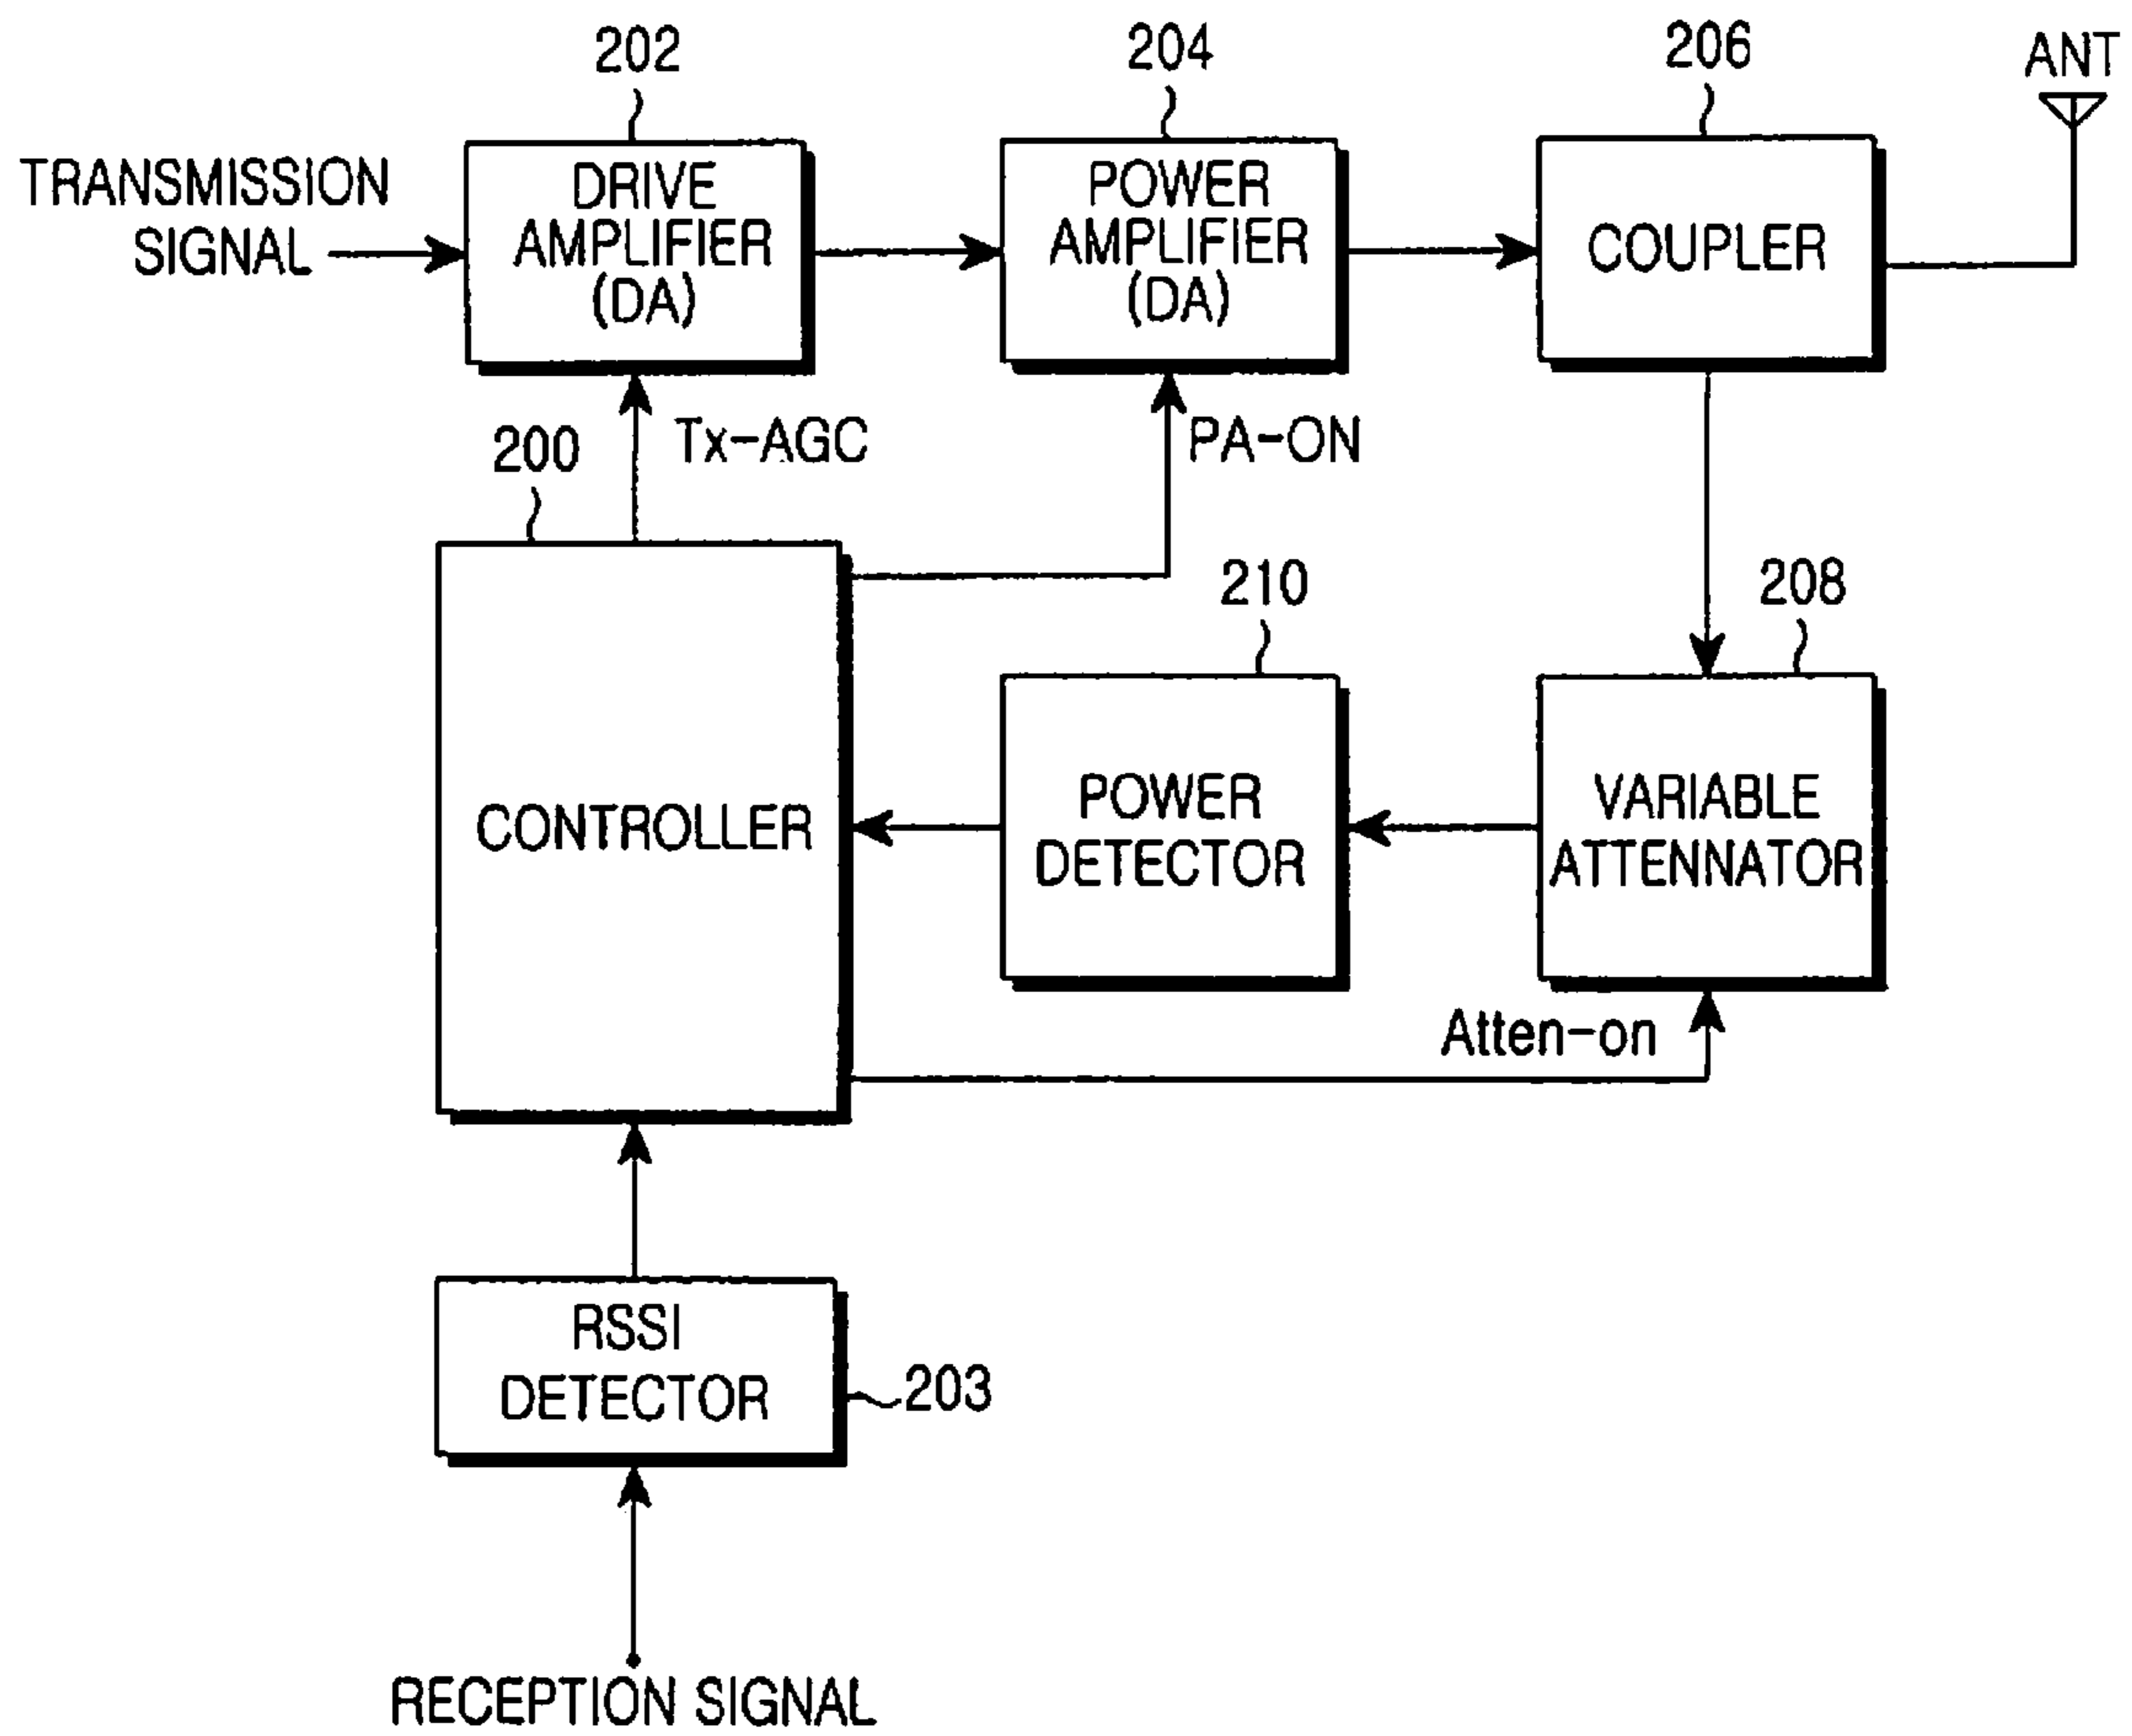 202
204
206
ANT
TRANSMISSION
SIGNAL
DRIVE
AMPLIFIER
(DA)
POWER
AMPLIFIER
(DA)
COUPLER
200
Tx-AGC
PA-ON
210
208
CONTROLLER
POWER
DETECTOR
VARIABLE
ATTENNATOR
Atten-on
RSSI
DETECTOR
203
RECEPTION SIGNAL